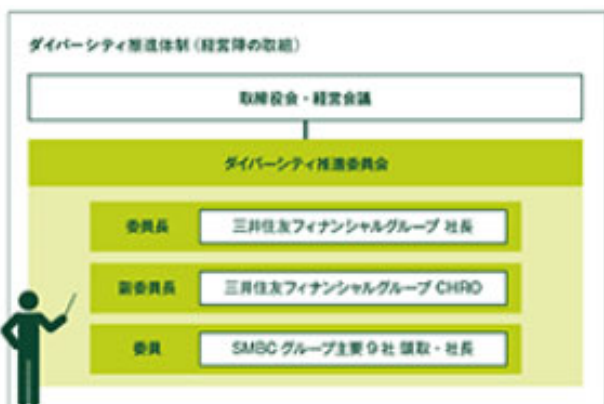 ダイバーシティ推進体制（経営陣の取組）
取締役会・経営会議
ダイバーシティ推進委員会
委員長 三井住友フィナンシャルグループ 社長
副委員長 三井住友フィナンシャルグループ CHRO
委員 SMBC グループ主要 9 社 頭取・社長